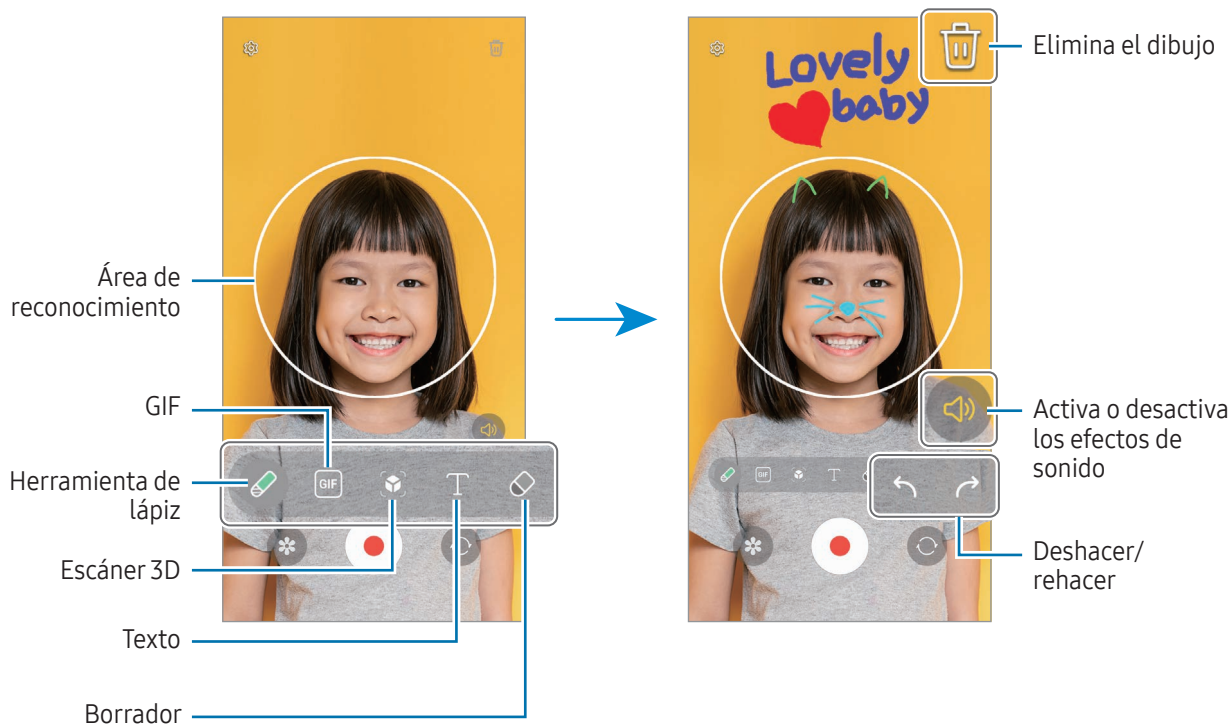 Lovely
baby
Elimina el dibujo
Área de
reconocimiento
GIF
Herramienta de
lápiz
GIF
T
Escáner 3D
Texto
Borrador
GIF
T
Activa o desactiva
los efectos de
sonido
Deshacer/
rehacer